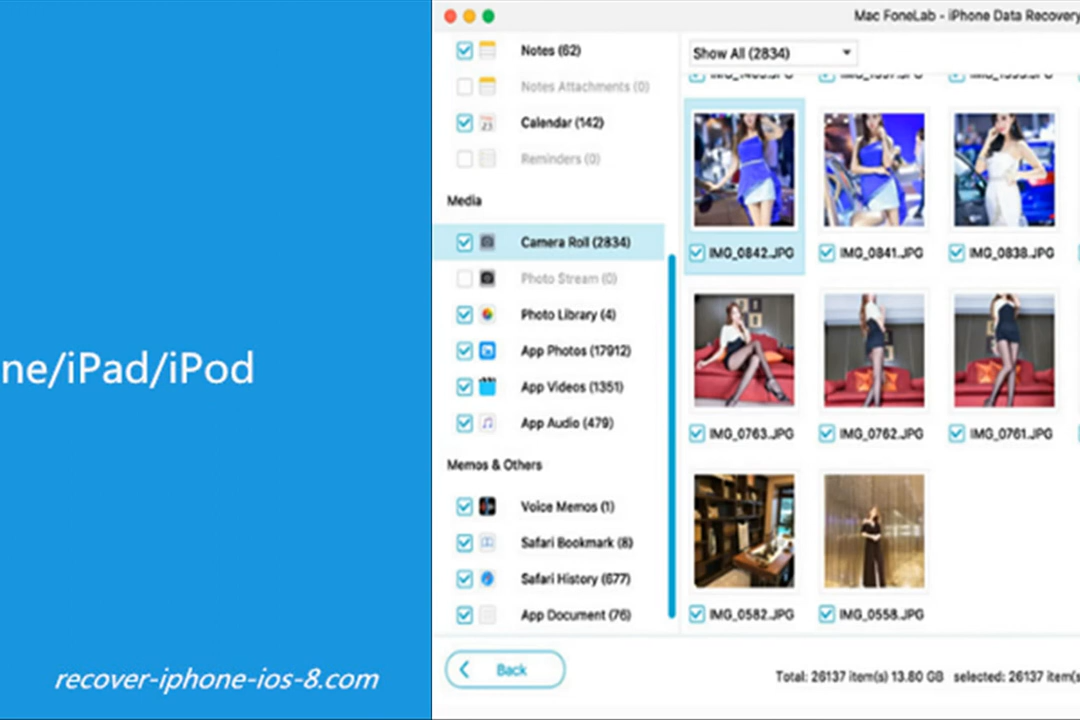 ne/iPad/iPod
recover-iphone-ios-8.com
Mac FoneLab - iPhone Data Recovery
Notes (62)
Notes Attachments (0)
Calendar (142)
23
Reminders (0)
Media
Camera Roll (2834)
Photo Stream (0)
Photo Library (4)
App Photos (17912)
App Videos (1351)
App Audio (479)
Memos & Others
Voice Memos (1)
Safari Bookmark (8)
Safari History (677)
App Document (76)
Show All (2834)
IMG_0842.JPG IMG_0841.JPG IMG_0838.JPG
IMG_0763.JPG IMG_0762.JPG IMG_0761.JPG
IMG_0582.JPG IMG_0558.JPG
Back
Total: 26137 item(s) 13.80 GB selected: 26137 item(s